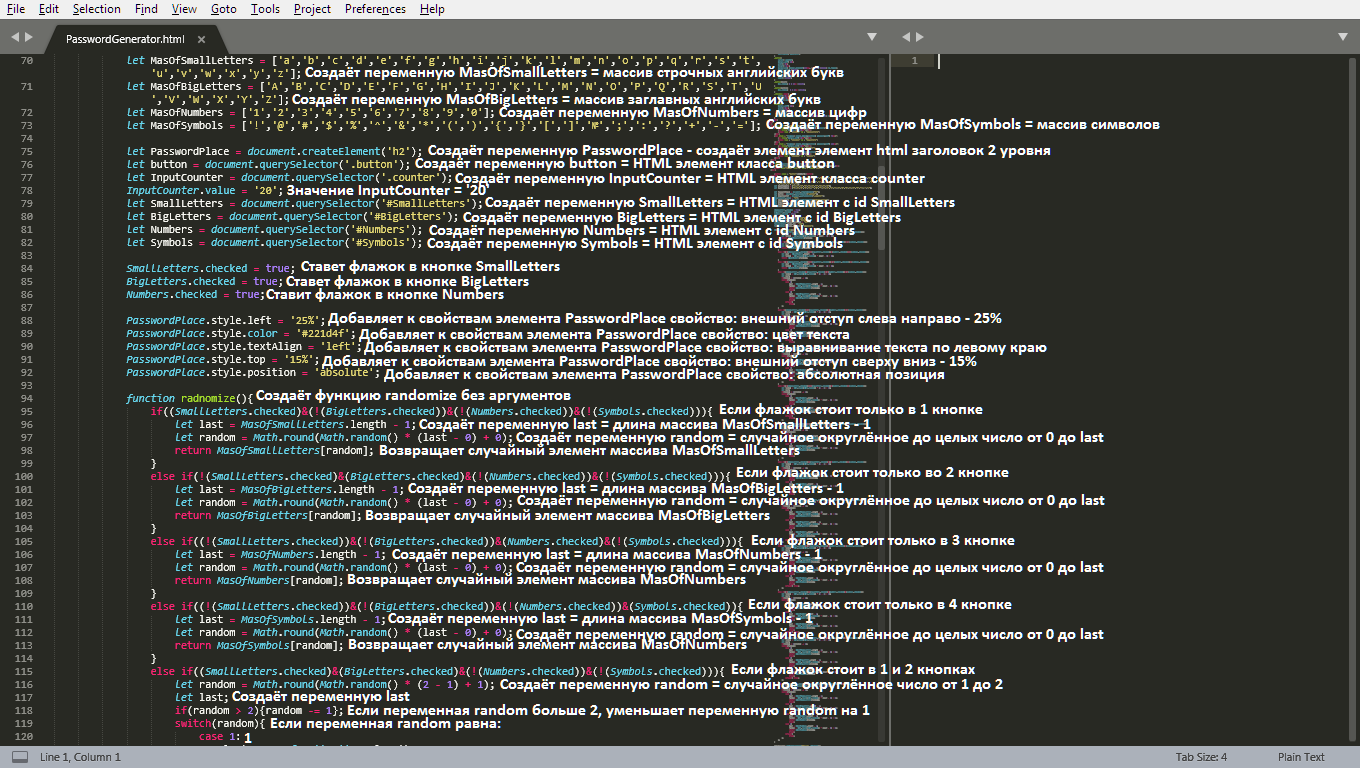 File Edit Selection Find View Goto Tools Project Preferences Help
PasswordGenerator.html ×
70 let MasOfSmallLetters = ['a','b','c','d','e','f','g','h','i','j','k','l','m','n','o','p','q','r','s','t',
'u','v','w','x','y','z']; Создаёт переменную MasOfSmallLetters = массив строчных английских букв
71 let MasOfBigLetters = ['A','B','C','D','E','F','G','H','I','J','K','L','M','N','O','P','Q','R','S','T','U
','V','W','X','Y','Z']; Создаёт переменную MasOfBigLetters = массив заглавных английских букв
72 let MasOfNumbers = ['1','2','3','4','5','6','7','8','9','0']; Создаёт переменную MasOfNumbers = массив цифр
73 let MasOfSymbols = ['!','@','#','$','%','^','&','*','(',')','{','}','[',']','№',';',':','?','+','-','=']; Создаёт переменную MasOfSymbols = массив символов
74
75 let PasswordPlace = document.createElement('h2'); Создаёт переменную PasswordPlace - создаёт элемент элемент html заголовок 2 уровня
76 let button = document.querySelector('.button'); Создаёт переменную button = HTML элемент класса button
77 let InputCounter = document.querySelector('.counter'); Создаёт переменную InputCounter = HTML элемент класса counter
78 InputCounter.value = '20'; Значение InputCounter = '20'
79 let SmallLetters = document.querySelector('#SmallLetters'); Создаёт переменную SmallLetters = HTML элемент с id SmallLetters
80 let BigLetters = document.querySelector('#BigLetters'); Создаёт переменную BigLetters = HTML элемент с id BigLetters
81 let Numbers = document.querySelector('#Numbers'); Создаёт переменную Numbers = HTML элемент с id Numbers
82 let Symbols = document.querySelector('#Symbols'); Создаёт переменную Symbols = HTML элемент с id Symbols
83
84 SmallLetters.checked = true; Ставет флажок в кнопке SmallLetters
85 BigLetters.checked = true; Ставет флажок в кнопке BigLetters
86 Numbers.checked = true; Ставит флажок в кнопке Numbers
87
88 PasswordPlace.style.left = '25%'; Добавляет к свойствам элемента PasswordPlace свойство: внешний отступ слева направо - 25%
89 PasswordPlace.style.color = '#221d4f'; Добавляет к свойствам элемента PasswordPlace свойство: цвет текста
90 PasswordPlace.style.textAlign = 'left'; Добавляет к свойствам элемента PasswordPlace свойство: выравнивание текста по левому краю
91 PasswordPlace.style.top = '15%'; Добавляет к свойствам элемента PasswordPlace свойство: внешний отступ сверху вниз - 15%
92 PasswordPlace.style.position = 'absolute'; Добавляет к свойствам элемента PasswordPlace свойство: абсолютная позиция
93
94 function radnomize(){ Создаёт функцию randomize без аргументов
95 if((SmallLetters.checked)&(!(BigLetters.checked))&(!(Numbers.checked))&(!(Symbols.checked))){ Если флажок стоит только в 1 кнопке
96 let last = MasOfSmallLetters.length - 1; Создаёт переменную last = длина массива MasOfSmallLetters - 1
97 let random = Math.round(Math.random() * (last - 0) + 0); Создаёт переменную random = случайное округлённое до целых число от 0 до last
98 return MasOfSmallLetters[random]; Возвращает случайный элемент массива MasOfSmallLetters
99 }
100 else if(!(SmallLetters.checked)&(BigLetters.checked)&(!(Numbers.checked))&(!(Symbols.checked))){ Если флажок стоит только во 2 кнопке
101 let last = MasOfBigLetters.length - 1; Создаёт переменную last = длина массива MasOfBigLetters - 1
102 let random = Math.round(Math.random() * (last - 0) + 0); Создаёт переменную random = случайное округлённое до целых число от 0 до last
103 return MasOfBigLetters[random]; Возвращает случайный элемент массива MasOfBigLetters
104 }
105 else if((!(SmallLetters.checked))&(!(BigLetters.checked))&(Numbers.checked)&(!(Symbols.checked))){ Если флажок стоит только в 3 кнопке
106 let last = MasOfNumbers.length - 1; Создаёт переменную last = длина массива MasOfNumbers - 1
107 let random = Math.round(Math.random() * (last - 0) + 0); Создаёт переменную random = случайное округлённое до целых число от 0 до last
108 return MasOfNumbers[random]; Возвращает случайный элемент массива MasOfNumbers
109 }
110 else if((!(SmallLetters.checked))&(!(BigLetters.checked))&(!(Numbers.checked))&(Symbols.checked)){ Если флажок стоит только в 4 кнопке
111 let last = MasOfSymbols.length - 1; Создаёт переменную last = длина массива MasOfSymbols - 1
112 let random = Math.round(Math.random() * (last - 0) + 0); Создаёт переменную random = случайное округлённое до целых число от 0 до last
113 return MasOfSymbols[random]; Возвращает случайный элемент массива MasOfNumbers
114 }
115 else if((SmallLetters.checked)&(BigLetters.checked)&(!(Numbers.checked))&(!(Symbols.checked))){ Если флажок стоит в 1 и 2 кнопках
116 let random = Math.round(Math.random() * (2 - 1) + 1); Создаёт переменную random = случайное округлённое число от 1 до 2
117 let last; Создаёт переменную last
118 if(random > 2){random -= 1}; Если переменная random больше 2, уменьшает переменную random на 1
119 switch(random){ Если переменная random равна:
120 case 1: 1
1
Line 1, Column 1 Tab Size: 4 Plain Text